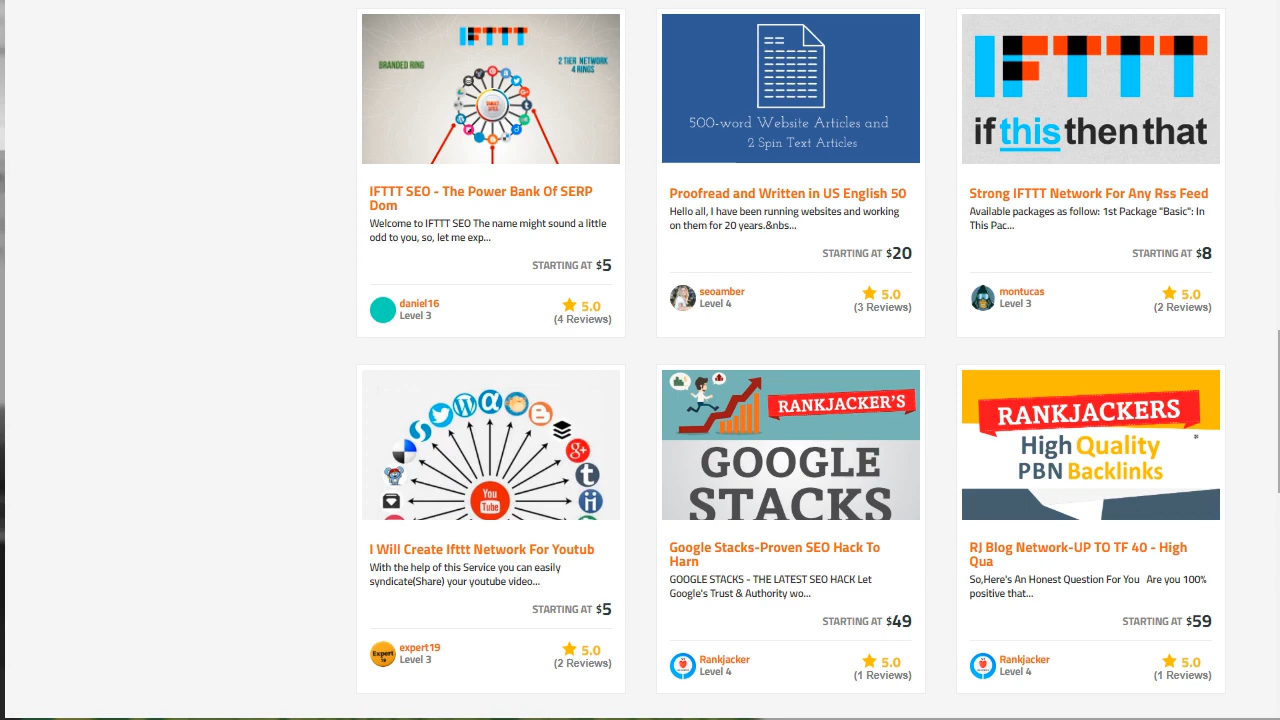 IFTTT
BRANDED RING
2 TIER NETWORK
4 RINGS
IFTTT SEO - The Power Bank Of SERP
Dom
Welcome to IFTTT SEO The name might sound a little
odd to you, so, let me exp...
STARTING AT $5
daniel16
Level 3
5.0
(4 Reviews)
500-word Website Articles and
2 Spin Text Articles
Proofread and Written in US English 50
Hello all, I have been running websites and working
on them for 20 years.&nbs...
STARTING AT $20
seoamber
Level 4
5.0
(3 Reviews)
IFTTT
if this then that
Strong IFTTT Network For Any Rss Feed
Available packages as follow: 1st Package "Basic": In
This Pac...
STARTING AT $8
montucas
Level 3
5.0
(2 Reviews)
You
Tube
I Will Create Ifttt Network For Youtub
With the help of this Service you can easily
syndicate(Share) your youtube video...
STARTING AT $5
Expert
19
expert19
Level 3
5.0
(2 Reviews)
RANKJACKER'S
GOOGLE
STACKS
Google Stacks-Proven SEO Hack To
Harn
GOOGLE STACKS - THE LATEST SEO HACK Let
Google's Trust & Authority wo...
STARTING AT $49
Rankjacker
Level 4
5.0
(1 Reviews)
RANKJACKERS
High Quality
PBN Backlinks
RJ Blog Network-UP TO TF 40 - High
Qua
So,Here's An Honest Question For You Are you 100%
positive that...
STARTING AT $59
Rankjacker
Level 4
5.0
(1 Reviews)